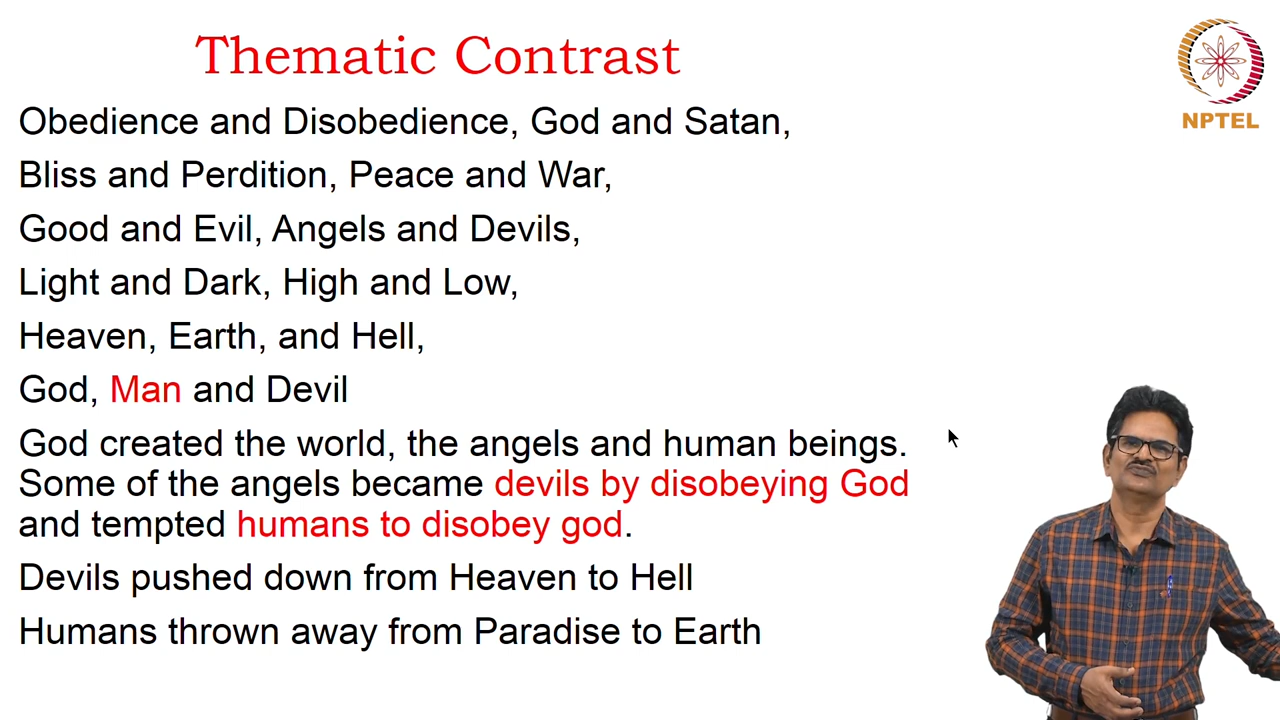 Thematic Contrast
NPTEL
Obedience and Disobedience, God and Satan,
Bliss and Perdition, Peace and War,
Good and Evil, Angels and Devils,
Light and Dark, High and Low,
Heaven, Earth, and Hell,
God, Man and Devil
God created the world, the angels and human beings.
Some of the angels became devils by disobeying God
and tempted humans to disobey god.
Devils pushed down from Heaven to Hell
Humans thrown away from Paradise to Earth